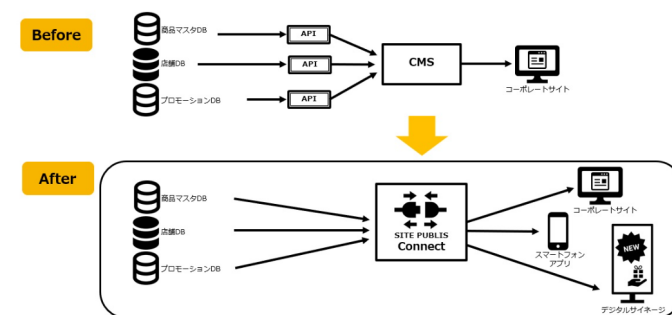 Before
商品マスタDB
API
店舗DB
API
プロモーションDB
API
CMS
コーポレートサイト
After
商品マスタDB
店舗DB
プロモーションDB
SITE PUBLIS
Connect
コーポレートサイト
スマートフォン
アプリ
NEW
デジタルサイネージ